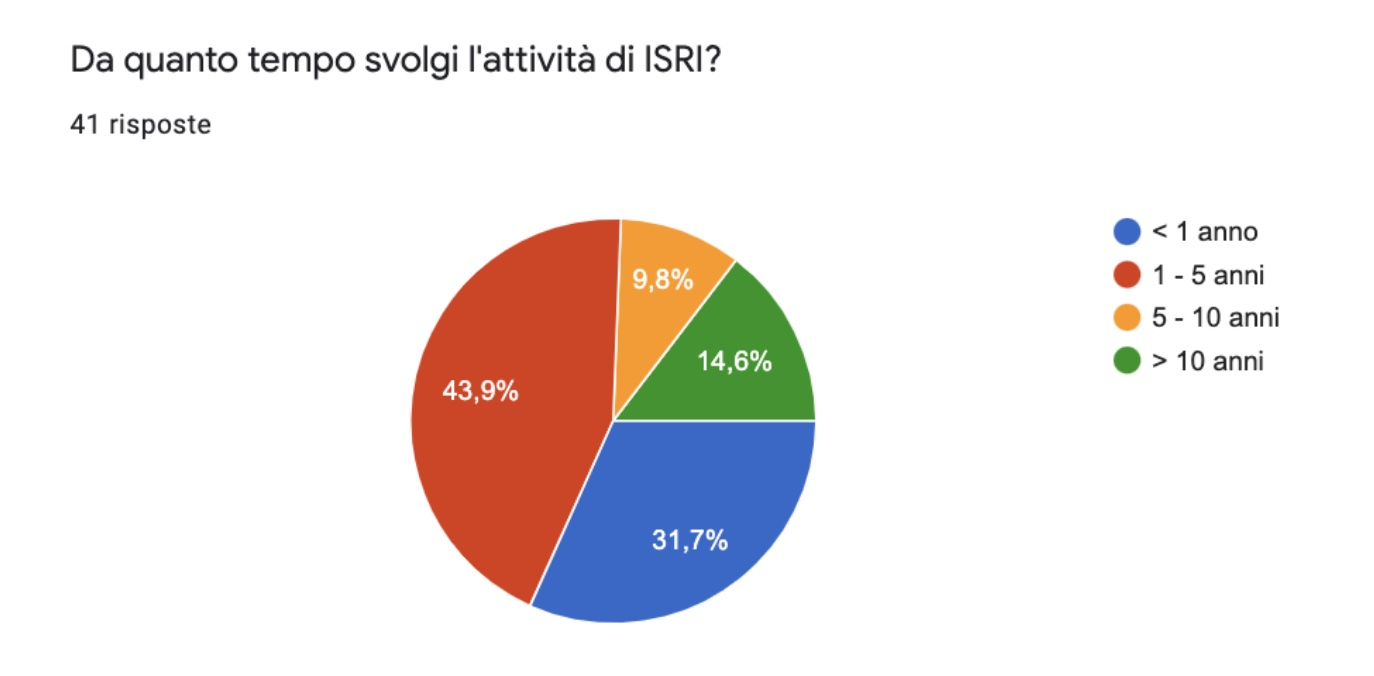 Da quanto tempo svolgi l'attività di ISRI?
41 risposte
< 1 anno
1 - 5 anni
5 - 10 anni
> 10 anni
9,8%
14,6%
43,9%
31,7%